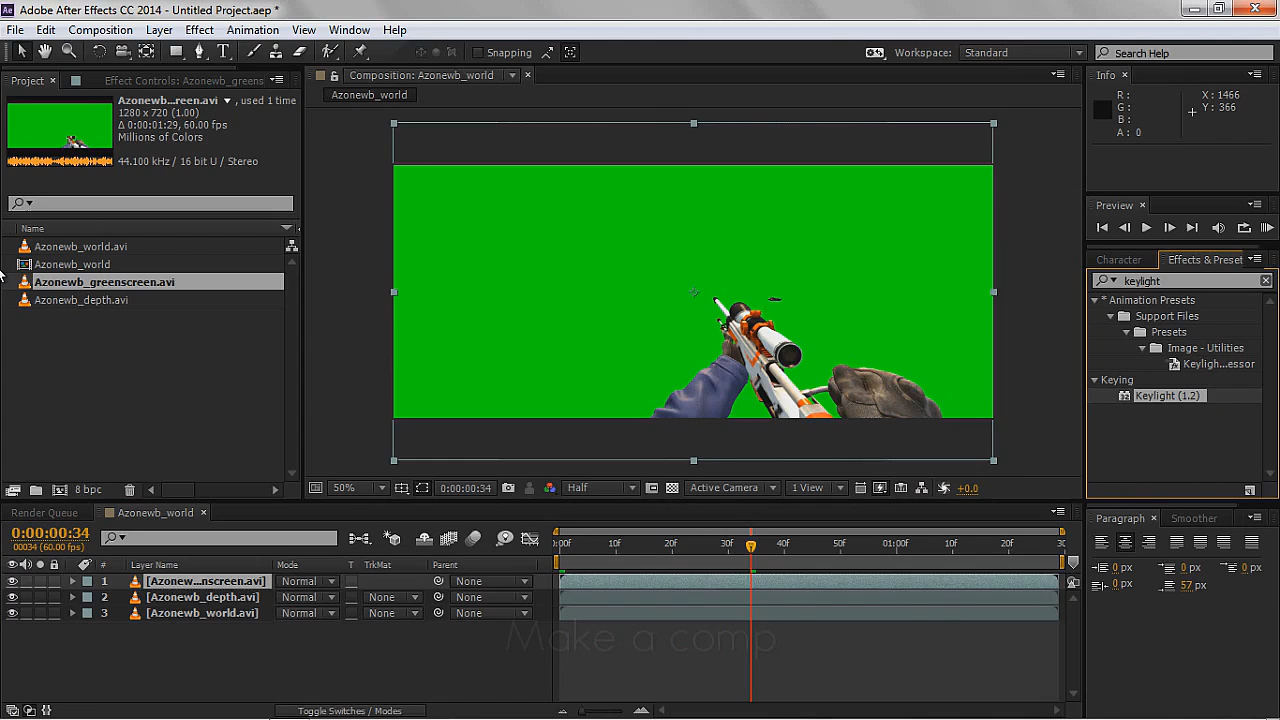 Adobe After Effects CC 2014 - Untitled Project.aep *
File Edit Composition Layer Effect Animation View Window Help
Snapping
Workspace: Standard
Search Help
Project
Effect Controls: Azonewb_greens
Composition: Azonewb_world
Info
Azonewb_world
Azonewb...reen.avi ▼ , used 1 time
1280 x 720 (1.00)
Δ 0:00:01:29, 60.00 fps
Millions of Colors
44.100 kHz / 16 bit U / Stereo
R :
G :
B :
A : 0
X : 1466
Y : 366
Preview
Name
Azonewb_world.avi
Azonewb_world
Azonewb_greenscreen.avi
Azonewb_depth.avi
Character
Effects & Preset
keylight
* Animation Presets
Support Files
Presets
Image - Utilities
Keyligh...essor
Keying
Keylight (1.2)
8 bpc
50%
0:00:00:34
Half
Active Camera
1 View
+0.0
Render Queue
Azonewb_world
0:00:00:34
00034 (60.00 fps)
:00f 10f 20f 30f 40f 50f 01:00f 10f 20f 30
# Layer Name Mode T TrkMat Parent
1 [Azonew...nscreen.avi] Normal None
2 [Azonewb_depth.avi] Normal None None
3 [Azonewb_world.avi] Normal None None
Make a comp
Toggle Switches / Modes
Paragraph
Smoother
0 px 0 px 0 px
0 px 57 px